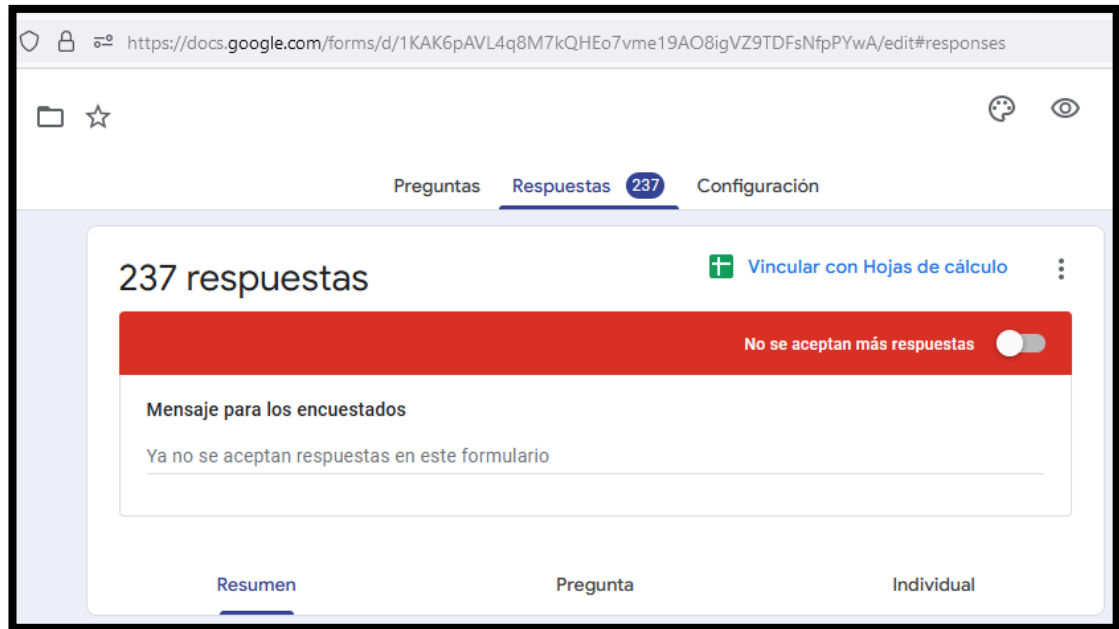 https://docs.google.com/forms/d/1KAK6pAVL4q8M7kQHEo7vme19AO8igVZ9TDFsNfpPYwA/edit#responses
Preguntas Respuestas 237 Configuración
237 respuestas
Vincular con Hojas de cálculo
No se aceptan más respuestas
Mensaje para los encuestados
Ya no se aceptan respuestas en este formulario
Resumen Pregunta Individual